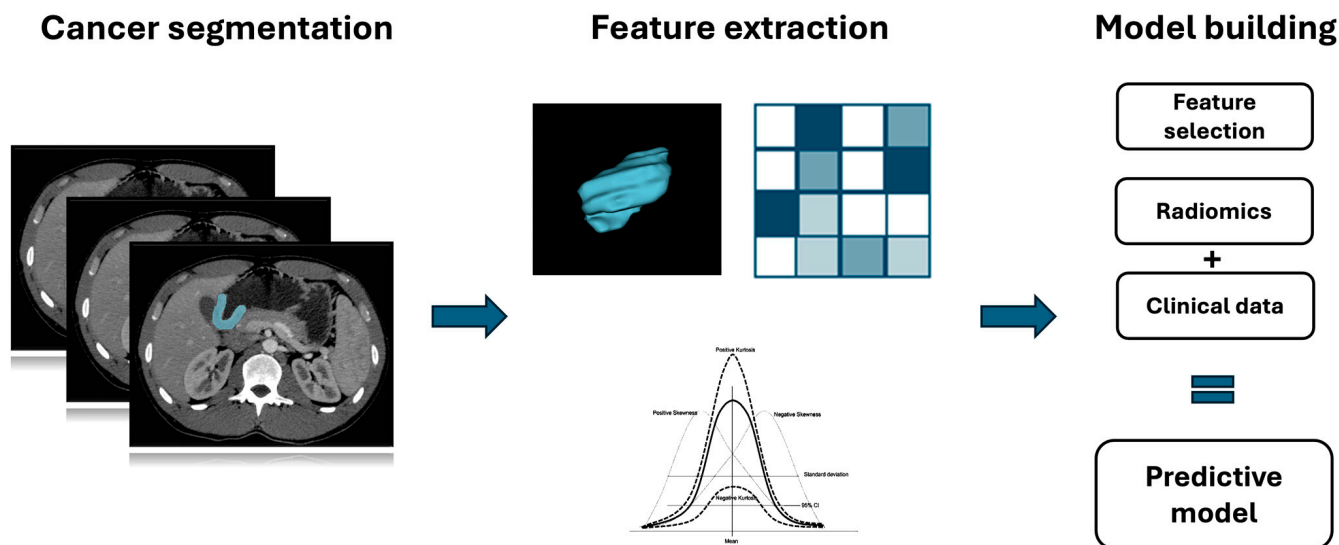 Cancer segmentation
Feature extraction
Positive Kurtosis
Positive Skewness
Negative Skewness
Standard deviation
Negative Kurtosis
95% CI
Mean
Model building
Feature
selection
Radiomics
+
Clinical data
=
Predictive
model